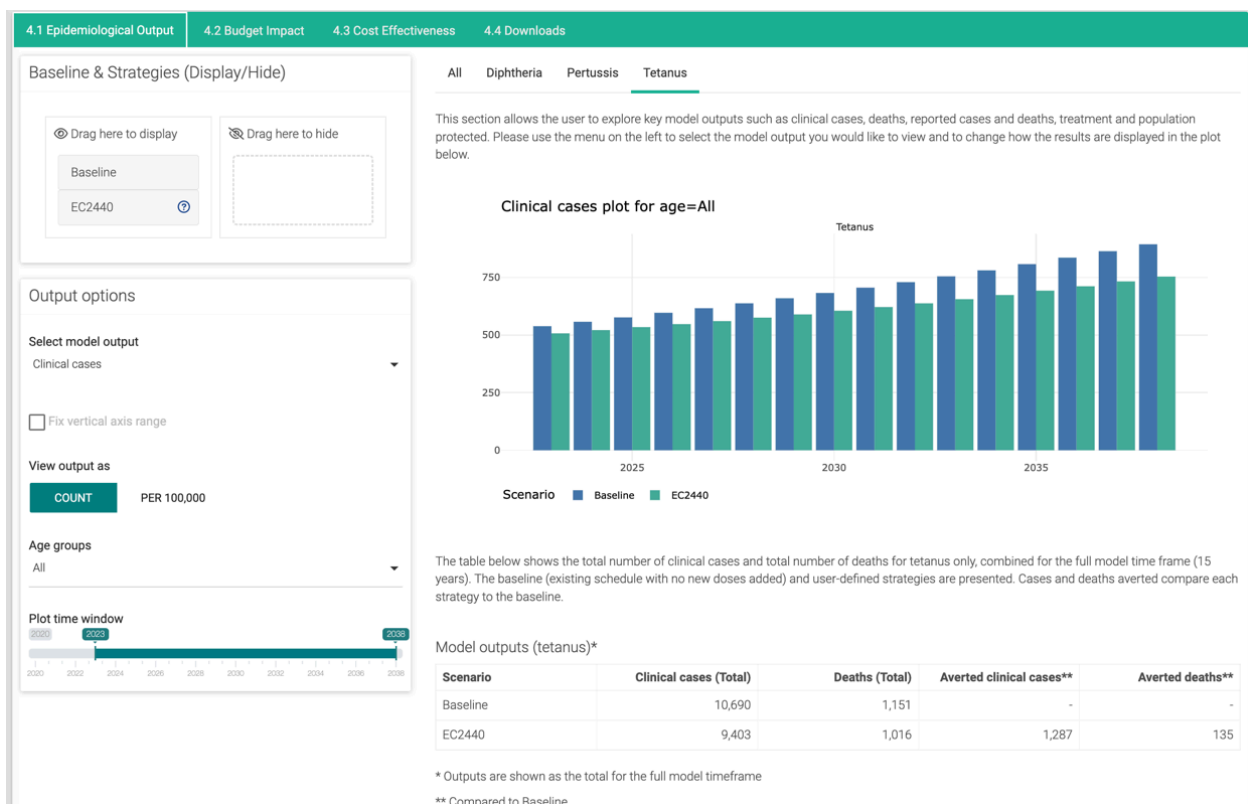 4.1 Epidemiological Output 4.2 Budget Impact 4.3 Cost Effectiveness 4.4 Downloads
Baseline & Strategies (Display/Hide)
Drag here to display
Baseline
EC2440
Drag here to hide
Output options
Select model output
Clinical cases
Fix vertical axis range
View output as
COUNT PER 100,000
Age groups
All
Plot time window
2020 2023 2038
2020 2022 2024 2026 2028 2030 2032 2034 2036 2038
All Diphtheria Pertussis Tetanus
This section allows the user to explore key model outputs such as clinical cases, deaths, reported cases and deaths, treatment and population
protected. Please use the menu on the left to select the model output you would like to view and to change how the results are displayed in the plot
below.
Clinical cases plot for age=All
Tetanus
750
500
250
0
2025 2030 2035
Scenario Baseline EC2440
The table below shows the total number of clinical cases and total number of deaths for tetanus only, combined for the full model time frame (15
years). The baseline (existing schedule with no new doses added) and user-defined strategies are presented. Cases and deaths averted compare each
strategy to the baseline.
Model outputs (tetanus)*
Scenario Clinical cases (Total) Deaths (Total) Averted clinical cases** Averted deaths**
Baseline 10,690 1,151 - -
EC2440 9,403 1,016 1,287 135
* Outputs are shown as the total for the full model timeframe
** Compared to Baseline